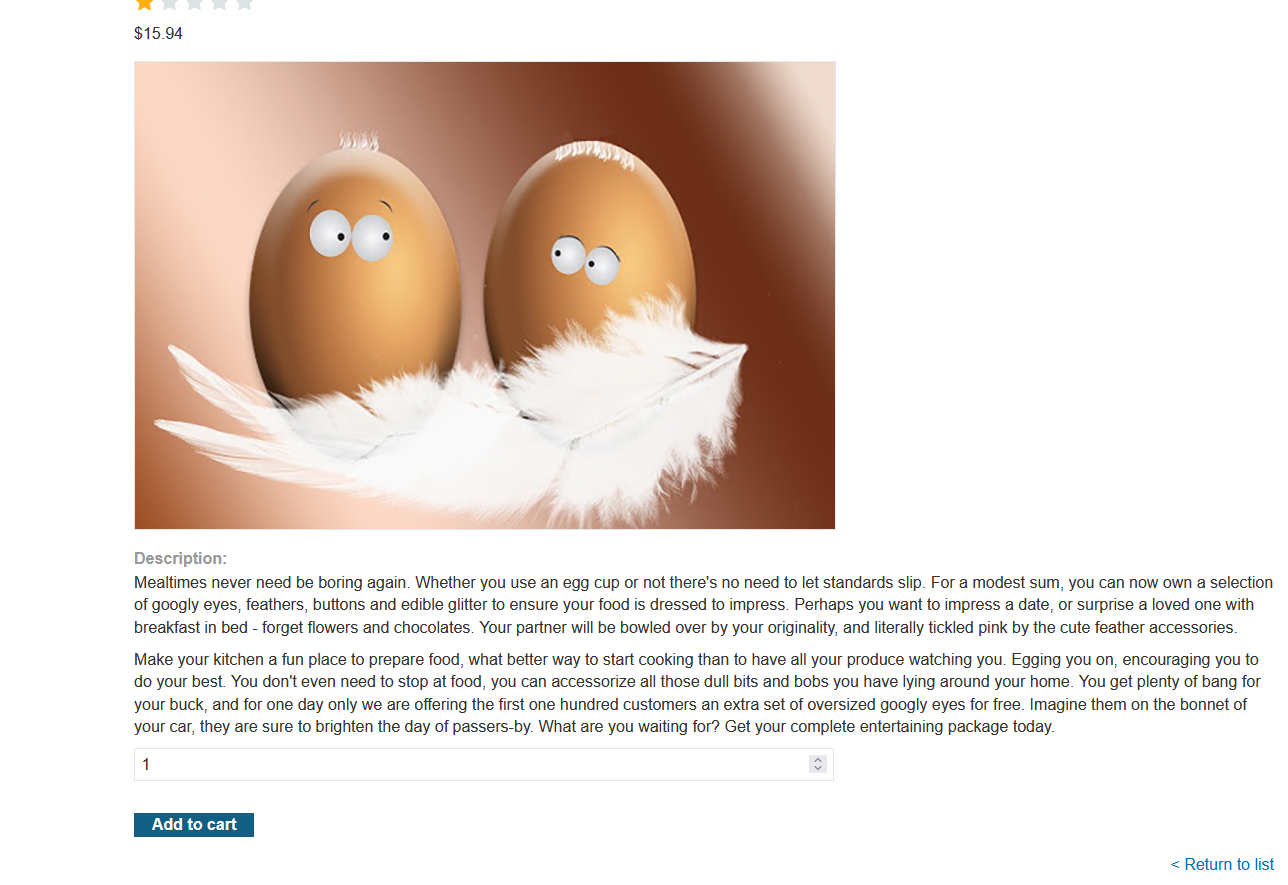 $15.94
Description:
Mealtimes never need be boring again. Whether you use an egg cup or not there's no need to let standards slip. For a modest sum, you can now own a selection
of googly eyes, feathers, buttons and edible glitter to ensure your food is dressed to impress. Perhaps you want to impress a date, or surprise a loved one with
breakfast in bed - forget flowers and chocolates. Your partner will be bowled over by your originality, and literally tickled pink by the cute feather accessories.
Make your kitchen a fun place to prepare food, what better way to start cooking than to have all your produce watching you. Egging you on, encouraging you to
do your best. You don't even need to stop at food, you can accessorize all those dull bits and bobs you have lying around your home. You get plenty of bang for
your buck, and for one day only we are offering the first one hundred customers an extra set of oversized googly eyes for free. Imagine them on the bonnet of
your car, they are sure to brighten the day of passers-by. What are you waiting for? Get your complete entertaining package today.
1
Add to cart
< Return to list